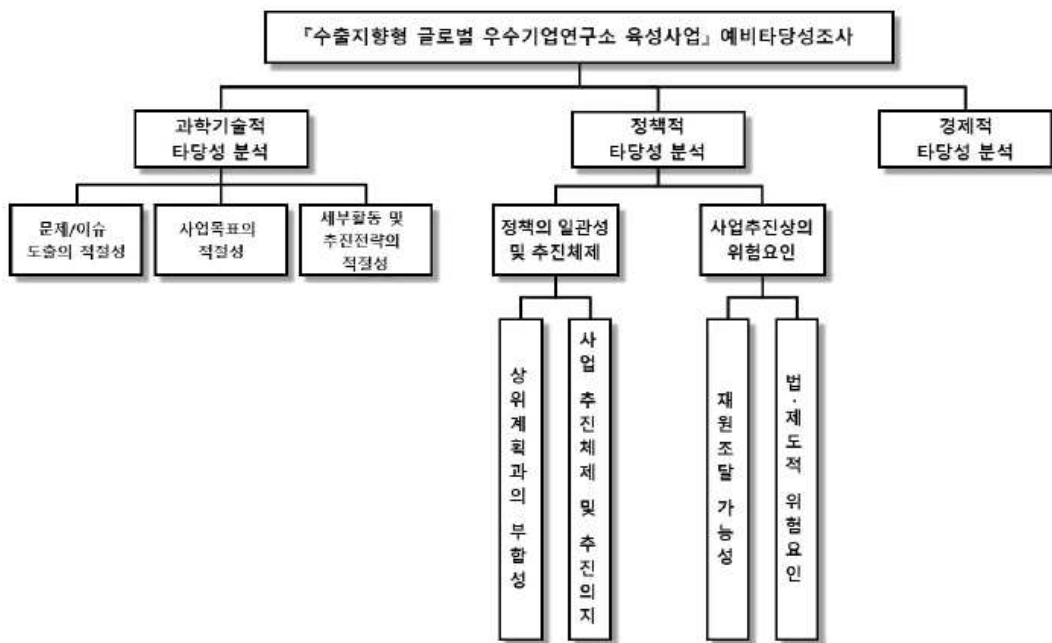 『수출지향형 글로벌 우수기업연구소 육성사업』 예비타당성조사
과학기술적
타당성 분석
정책적
타당성 분석
경제적
타당성 분석
문제/이슈
도출의 적절성
사업목표의
적절성
세부활동 및
추진전략의
적절성
정책의 일관성
및 추진체제
사업추진상의
위험요인
상위계획과의 부합성
사업 추진체제 및 추진의지
재원조달 가능성
법·제도적 위험요인